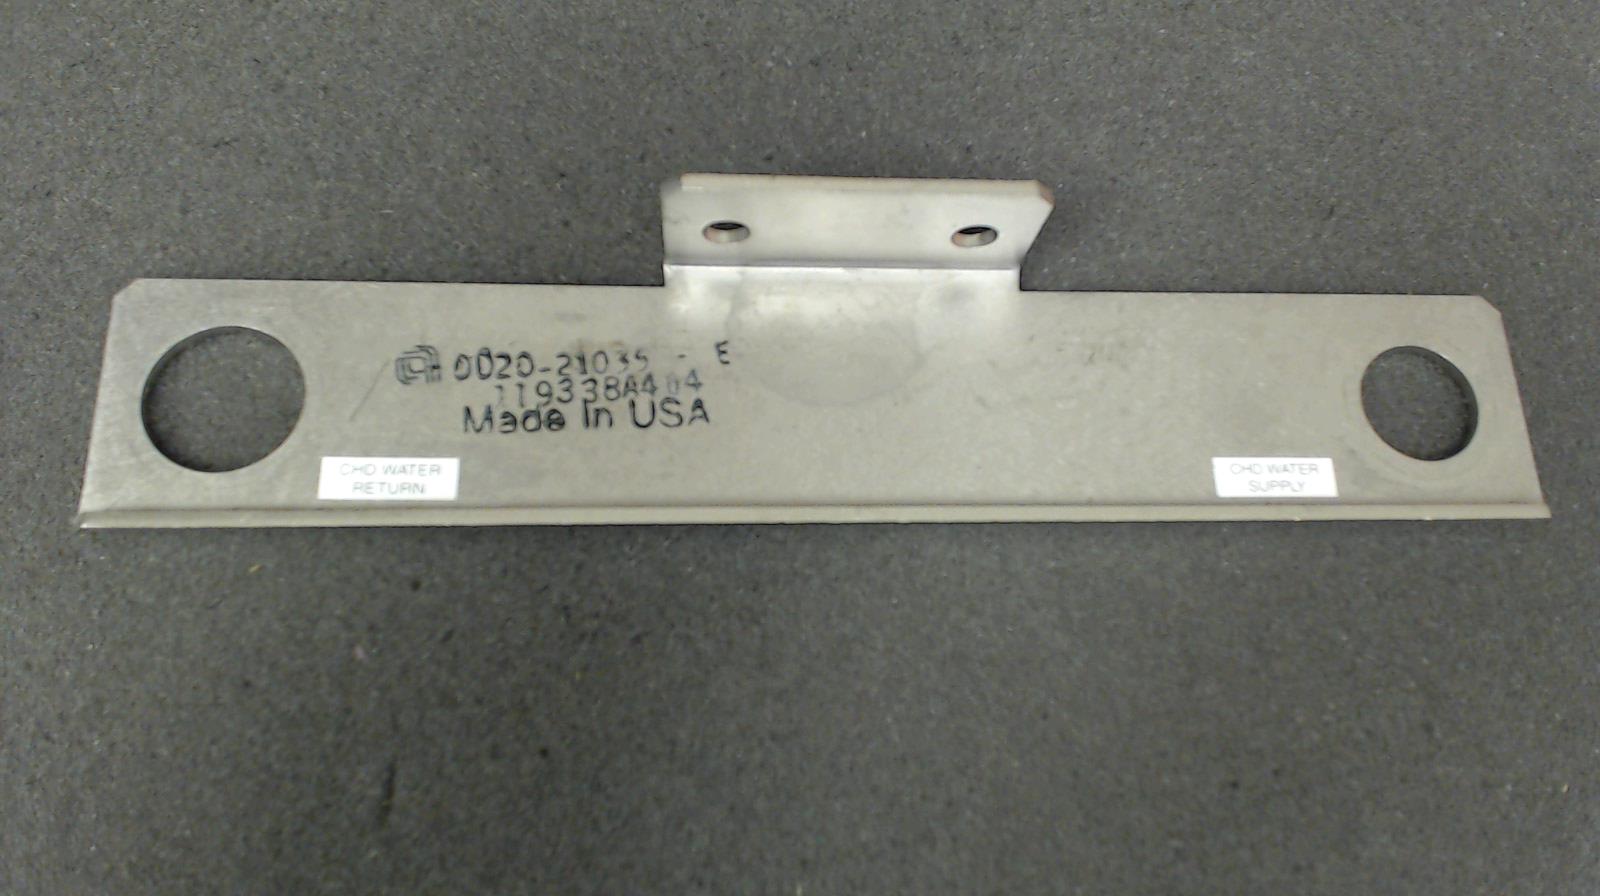 0020-21035 - E
119338A404
Made In USA
CHD WATER
RETURN
CHD WATER
SUPPLY